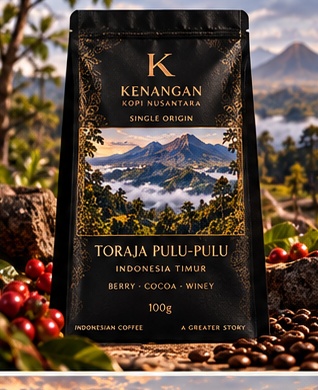 K
KENANGAN
KOPI NUSANTARA
SINGLE ORIGIN
TORAJA PULU-PULU
INDONESIA TIMUR
BERRY · COCOA · WINEY
100g
INDONESIAN COFFEE A GREATER STORY